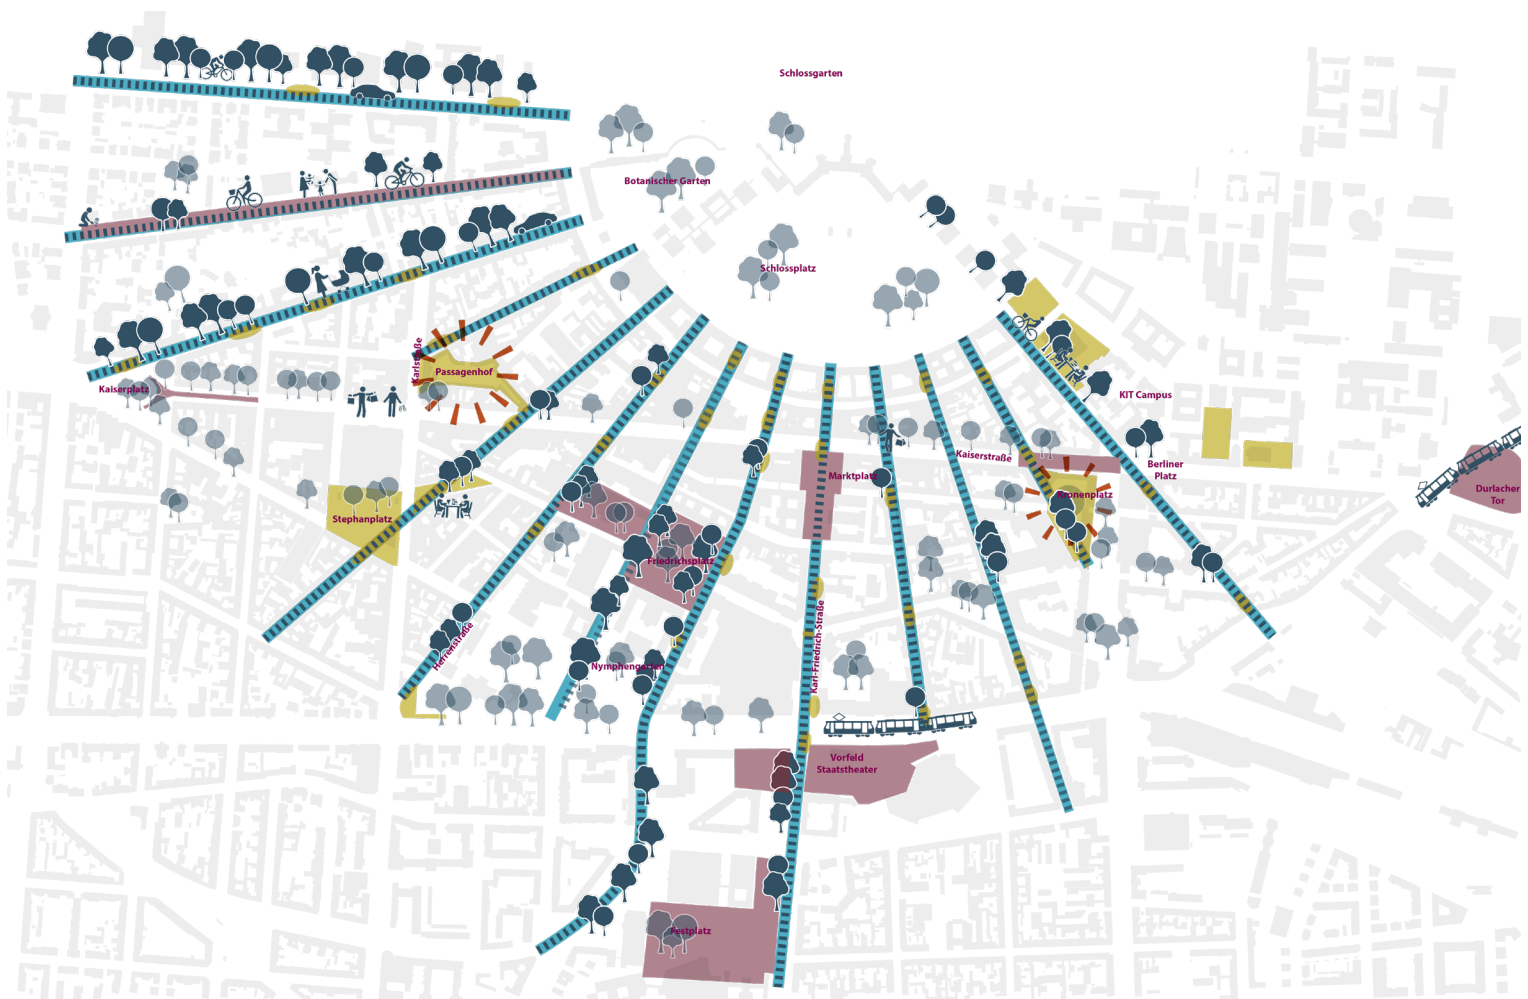 Schlossgarten
Botanischer Garten
Schlossplatz
Karlstraße
Passagenhof
Kaiserplatz
KIT Campus
Kaiserstraße
Berliner
Platz
Marktplatz
Kronenplatz
Durlacher
Tor
Stephanplatz
Friedrichsplatz
Herrenstraße
Nymphengarten
Karl-Friedrich-Straße
Vorfeld
Staatstheater
Festplatz